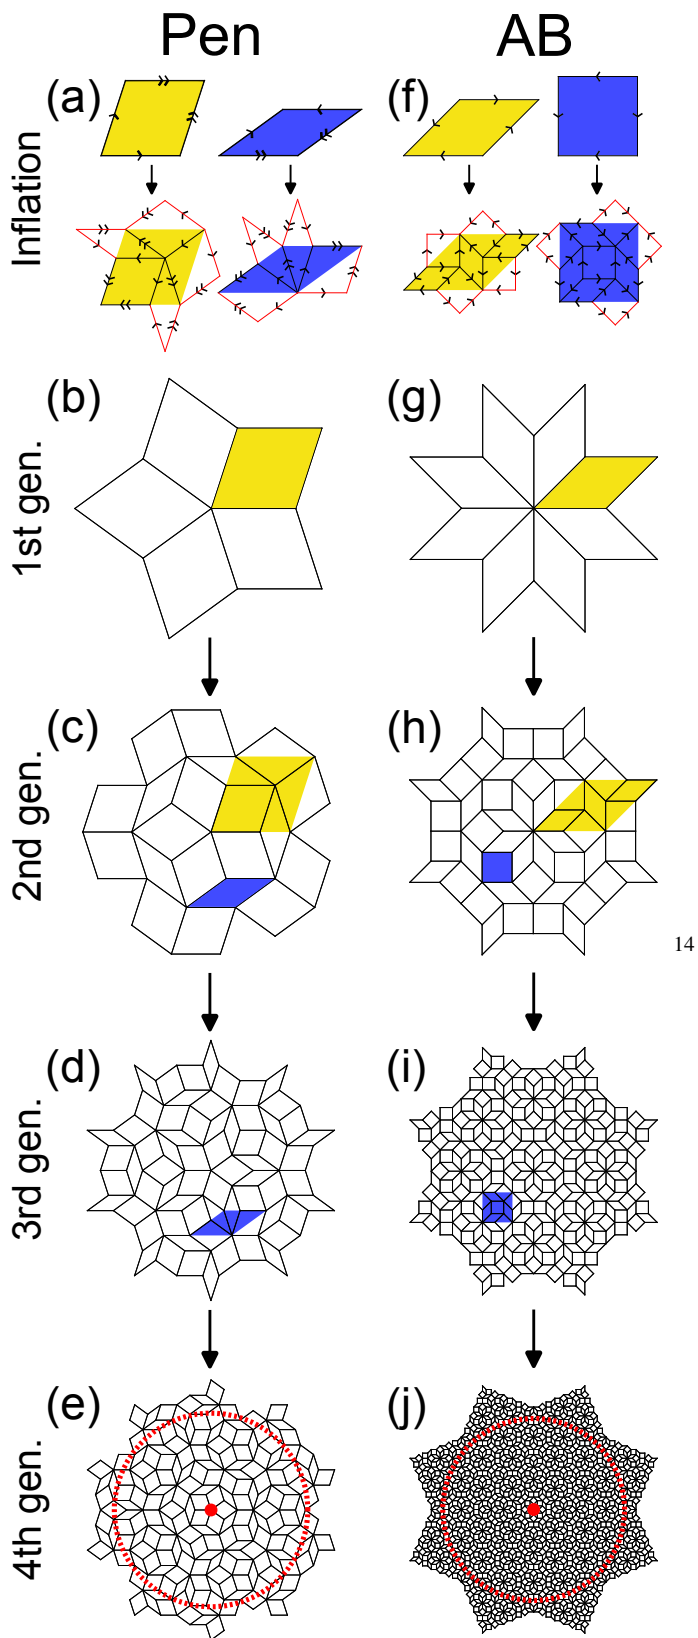 Pen AB
(a) (f)
Inflation
(b) (g)
1st gen.
(c) (h)
2nd gen.
14
(d) (i)
3rd gen.
(e) (j)
4th gen.